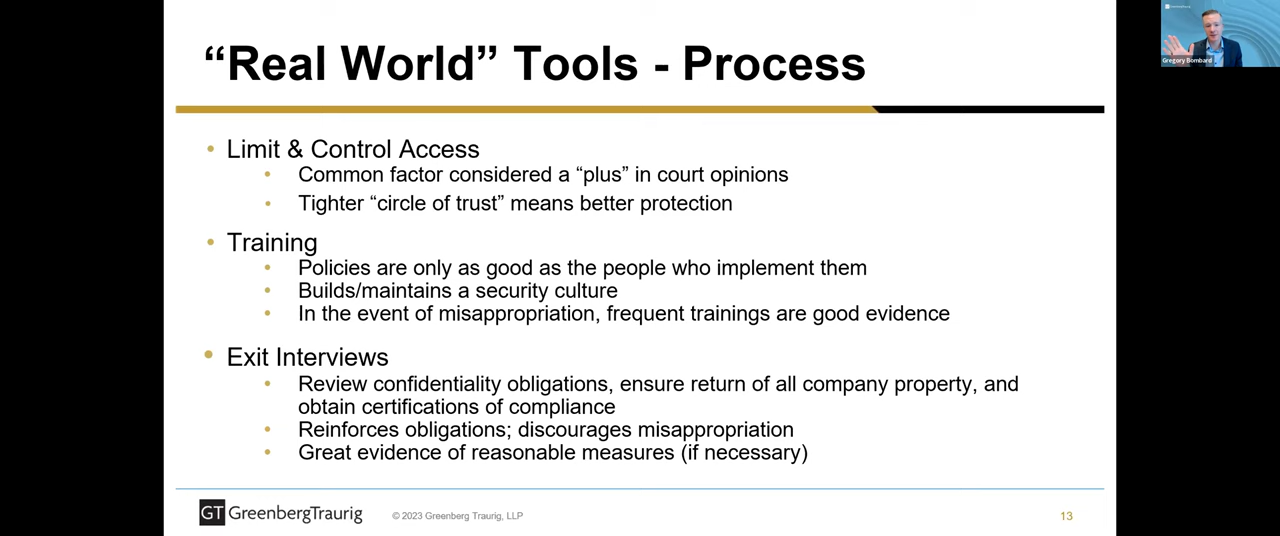 “Real World” Tools - Process
Gregory Bombard
• Limit & Control Access
• Common factor considered a “plus” in court opinions
• Tighter “circle of trust” means better protection
• Training
• Policies are only as good as the people who implement them
• Builds/maintains a security culture
• In the event of misappropriation, frequent trainings are good evidence
• Exit Interviews
• Review confidentiality obligations, ensure return of all company property, and
obtain certifications of compliance
• Reinforces obligations; discourages misappropriation
• Great evidence of reasonable measures (if necessary)
GT GreenbergTraurig
© 2023 Greenberg Traurig, LLP
13